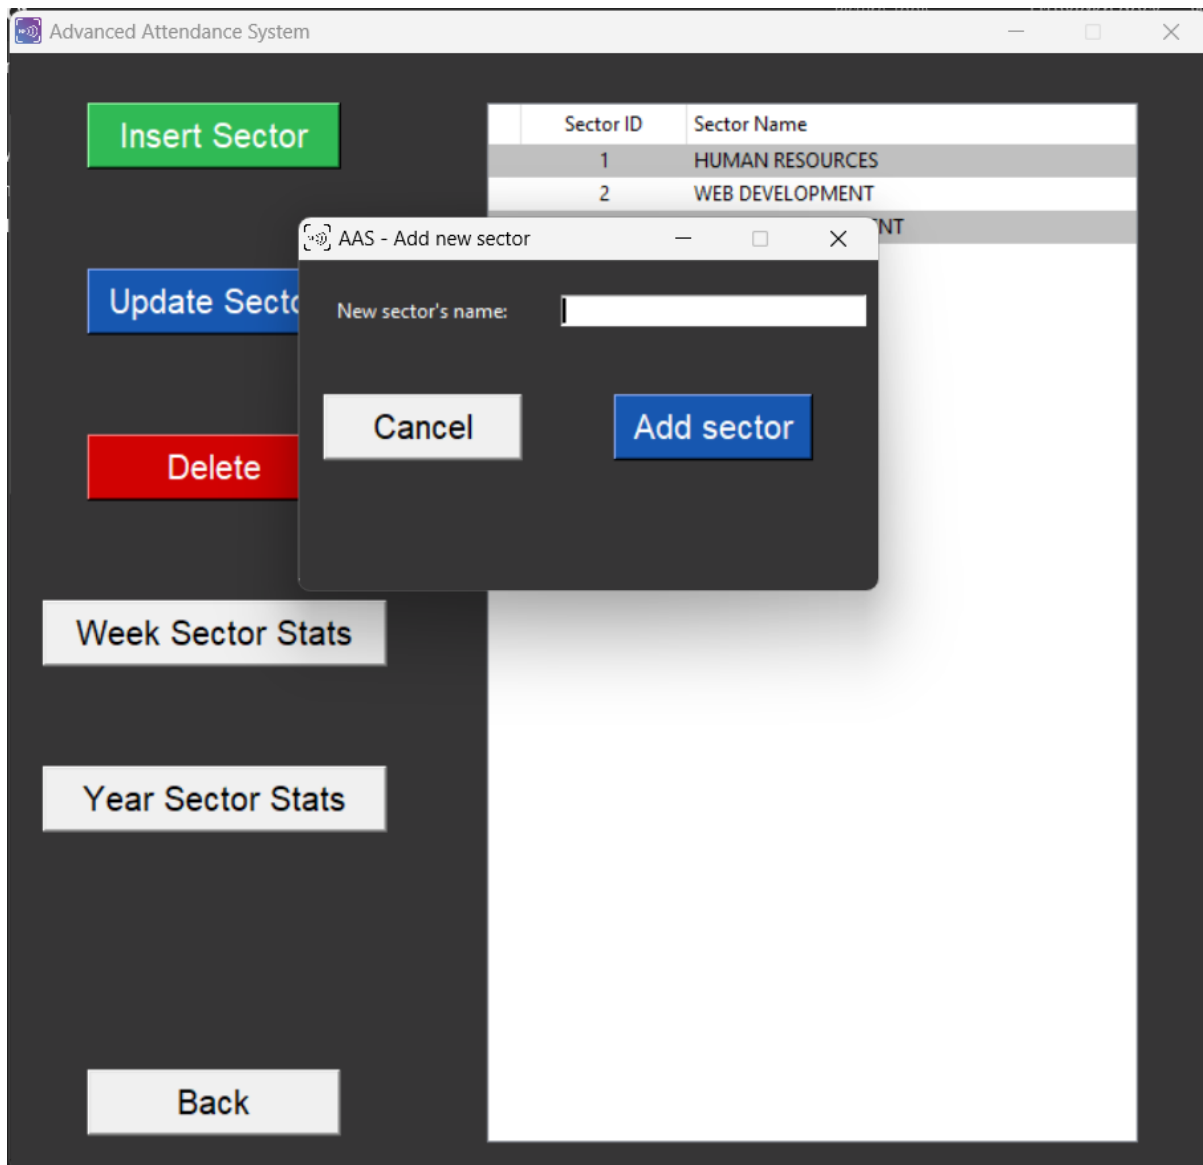 Advanced Attendance System
Insert Sector
Sector ID Sector Name
1 HUMAN RESOURCES
2 WEB DEVELOPMENT
AAS - Add new sector
Update
New sector's name:
Cancel
Add sector
Delete
Week Sector Stats
Year Sector Stats
Back